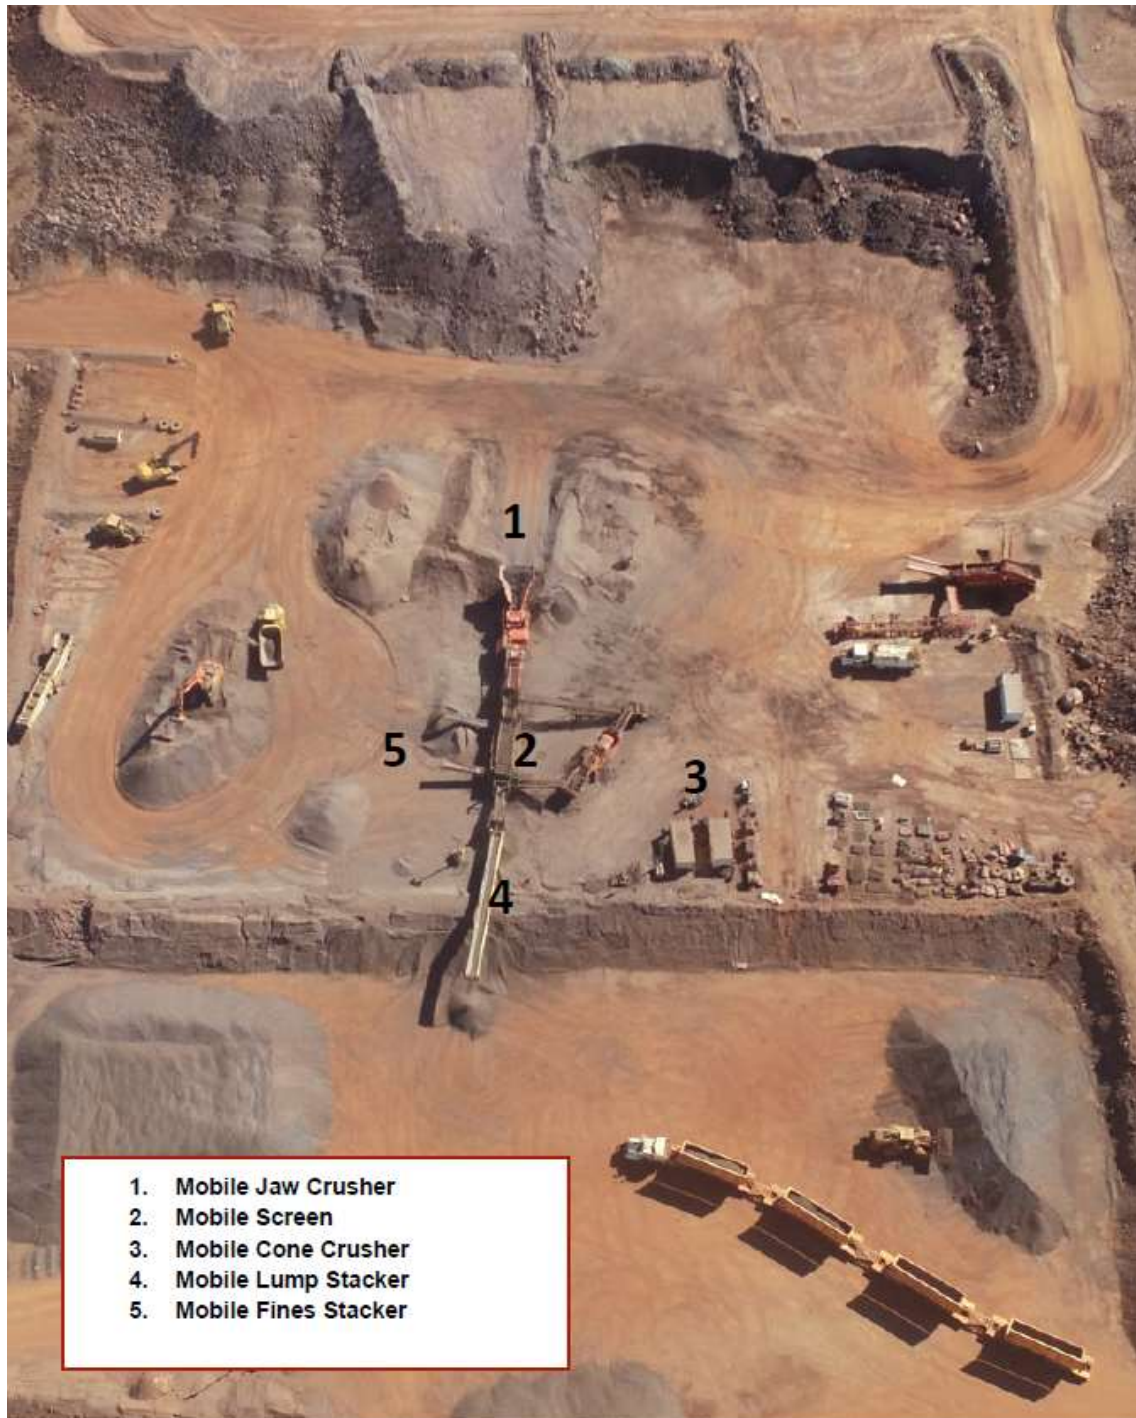 1
2
5
3
4
1. Mobile Jaw Crusher
2. Mobile Screen
3. Mobile Cone Crusher
4. Mobile Lump Stacker
5. Mobile Fines Stacker